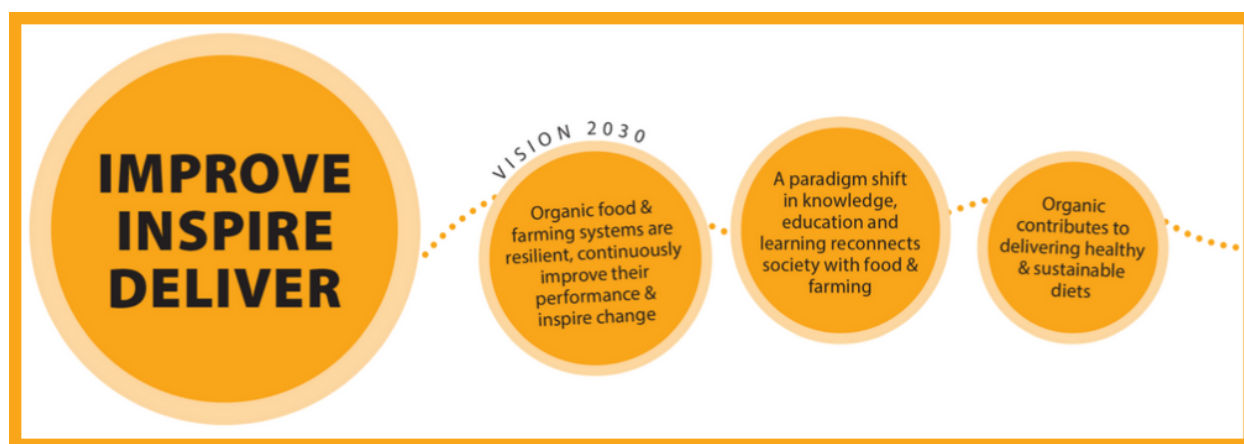 IMPROVE
INSPIRE
DELIVER
VISION 2030
Organic food &
farming systems are
resilient, continuously
improve their
performance &
inspire change
A paradigm shift
in knowledge,
education and
learning reconnects
society with food &
farming
Organic
contributes to
delivering healthy
& sustainable
diets